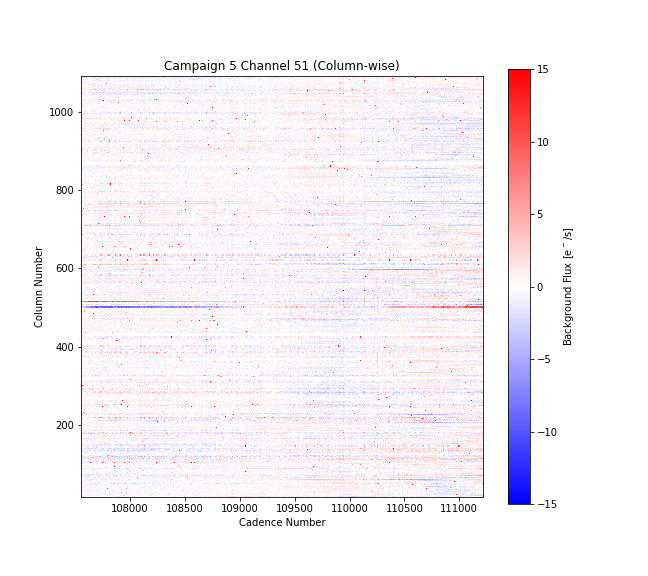 Campaign 5 Channel 51 (Column-wise)
1000
800
600
400
200
Column Number
108000 108500 109000 109500 110000 110500 111000
Cadence Number
15
10
5
0
−5
−10
−15
Background Flux [e⁻/s]